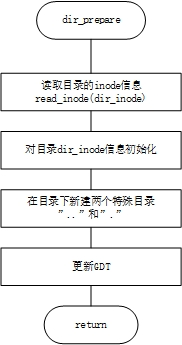 dir_prepare
读取目录的inode信息
read_inode(dir_inode)
对目录dir_inode信息初始化
在目录下新建两个特殊目录
”..”和”.”
更新GDT
return